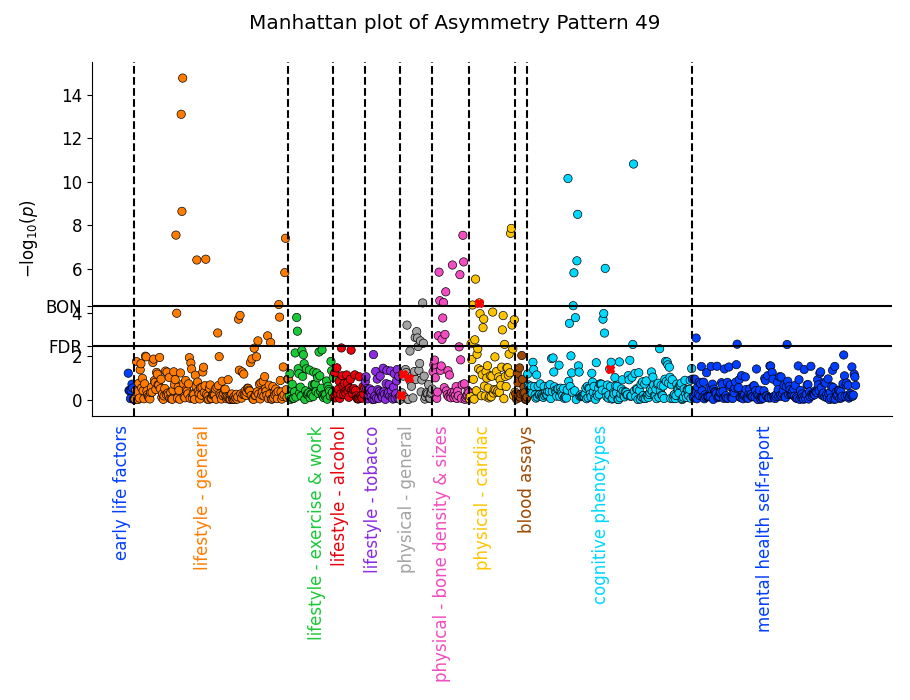 Manhattan plot of Asymmetry Pattern 49
−log10(p)
14
12
10
8
6
BON
4
FDR
2
0
early life factors
lifestyle - general
lifestyle - exercise & work
lifestyle - alcohol
lifestyle - tobacco
physical - general
physical - bone density & sizes
physical - cardiac
blood assays
cognitive phenotypes
mental health self-report